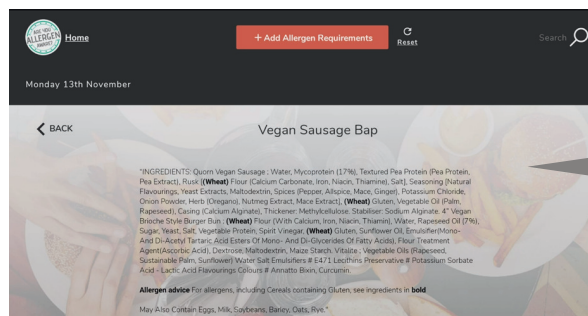 ARE YOU
ALLERGEN
AWARE?
Home
+ Add Allergen Requirements
Reset
Search
Monday 13th November
BACK
Vegan Sausage Bap
"INGREDIENTS: Quorn Vegan Sausage : Water, Mycoprotein (17%), Textured Pea Protein (Pea Protein,
Pea Extract), Rusk [(Wheat) Flour (Calcium Carbonate, Iron, Niacin, Thiamine), Salt], Seasoning [Natural
Flavourings, Yeast Extracts, Maltodextrin, Spices (Pepper, Allspice, Mace, Ginger), Potassium Chloride,
Onion Powder, Herb (Oregano), Nutmeg Extract, Mace Extract], (Wheat) Gluten, Vegetable Oil (Palm,
Rapeseed), Casing (Calcium Alginate), Thickener: Methylcellulose. Stabiliser: Sodium Alginate. 4" Vegan
Brioche Style Burger Bun : (Wheat) Flour (With Calcium, Iron, Niacin, Thiamin), Water, Rapeseed Oil [7%),
Sugar, Yeast, Salt, Vegetable Protein, Spirit Vinegar, (Wheat) Gluten, Sunflower Oil, Emulsifier(Mono-
And Di-Acetyl Tartaric Acid Esters Of Mono- And Di-Glycerides Of Fatty Acids), Flour Treatment
Agent(Ascorbic Acid), Dextrose, Maltodextrin, Maize Starch. Vitalite : Vegetable Oils (Rapeseed,
Sustainable Palm, Sunflower) Water Salt Emulsifiers # E471 Lecithins Preservative # Potassium Sorbate
Acid - Lactic Acid Flavourings Colours # Annatto Bixin, Curcumin.
Allergen advice For allergens, including Cereals containing Gluten, see ingredients in bold.
May Also Contain Eggs, Milk, Soybeans, Barley, Oats, Rye."